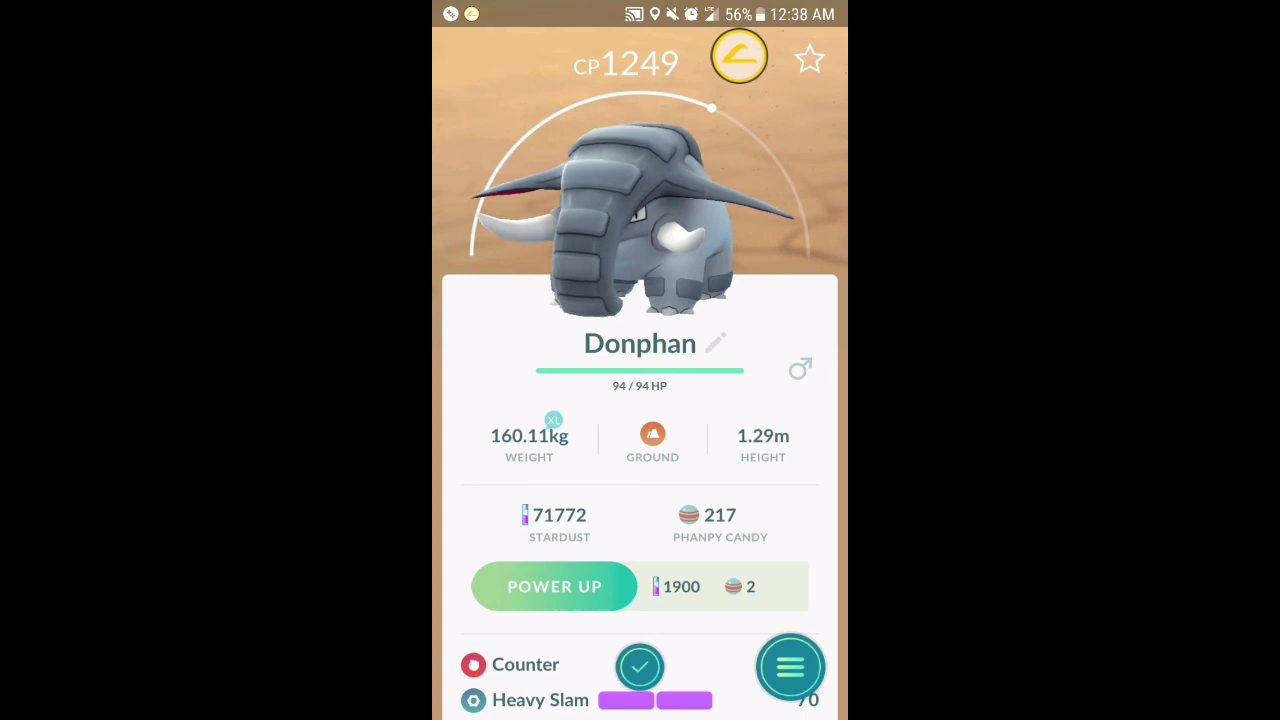 LTE 56% 12:38 AM
CP1249
Donphan
94 / 94 HP
XL
160.11kg
WEIGHT
GROUND
1.29m
HEIGHT
71772
STARDUST
217
PHANPY CANDY
POWER UP 1900 2
Counter
Heavy Slam 70